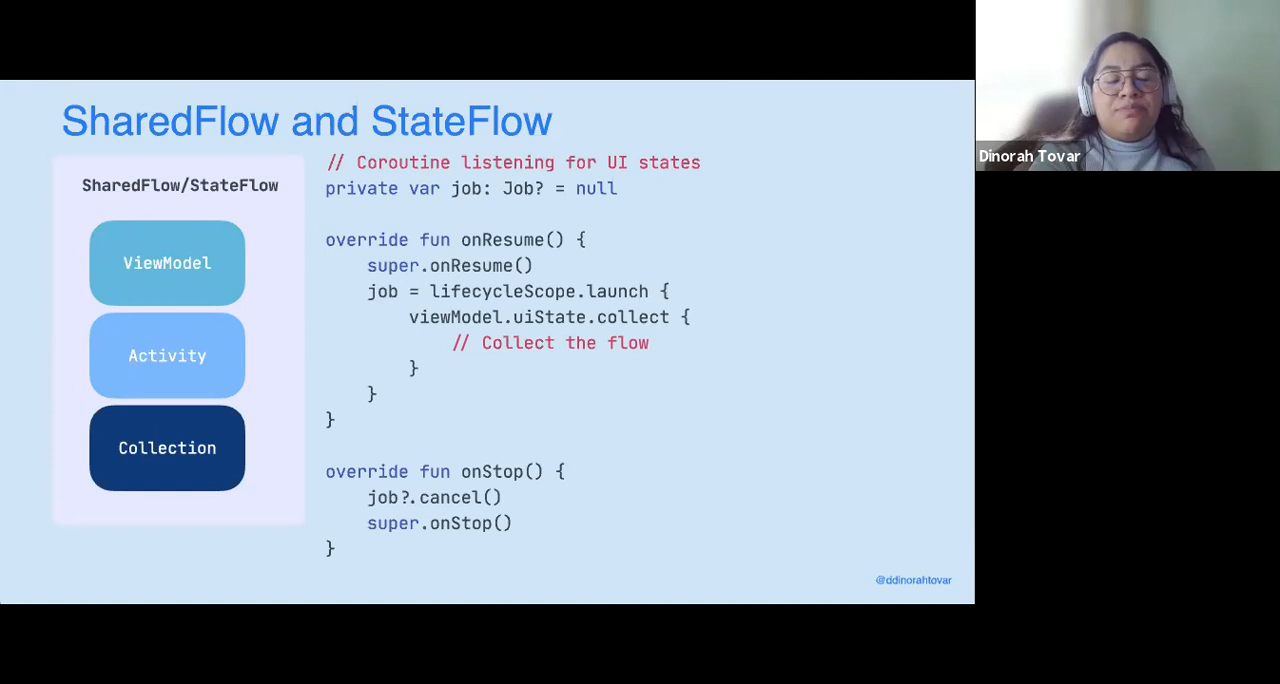 SharedFlow and StateFlow
SharedFlow/StateFlow
ViewModel
Activity
Collection
// Coroutine listening for UI states
private var job: Job? = null
override fun onResume() {
super.onResume()
job = lifecycleScope.launch {
viewModel.uiState.collect {
// Collect the flow
}
}
}
override fun onStop() {
job?.cancel()
super.onStop()
}
@ddinorahtovar
Dinorah Tovar